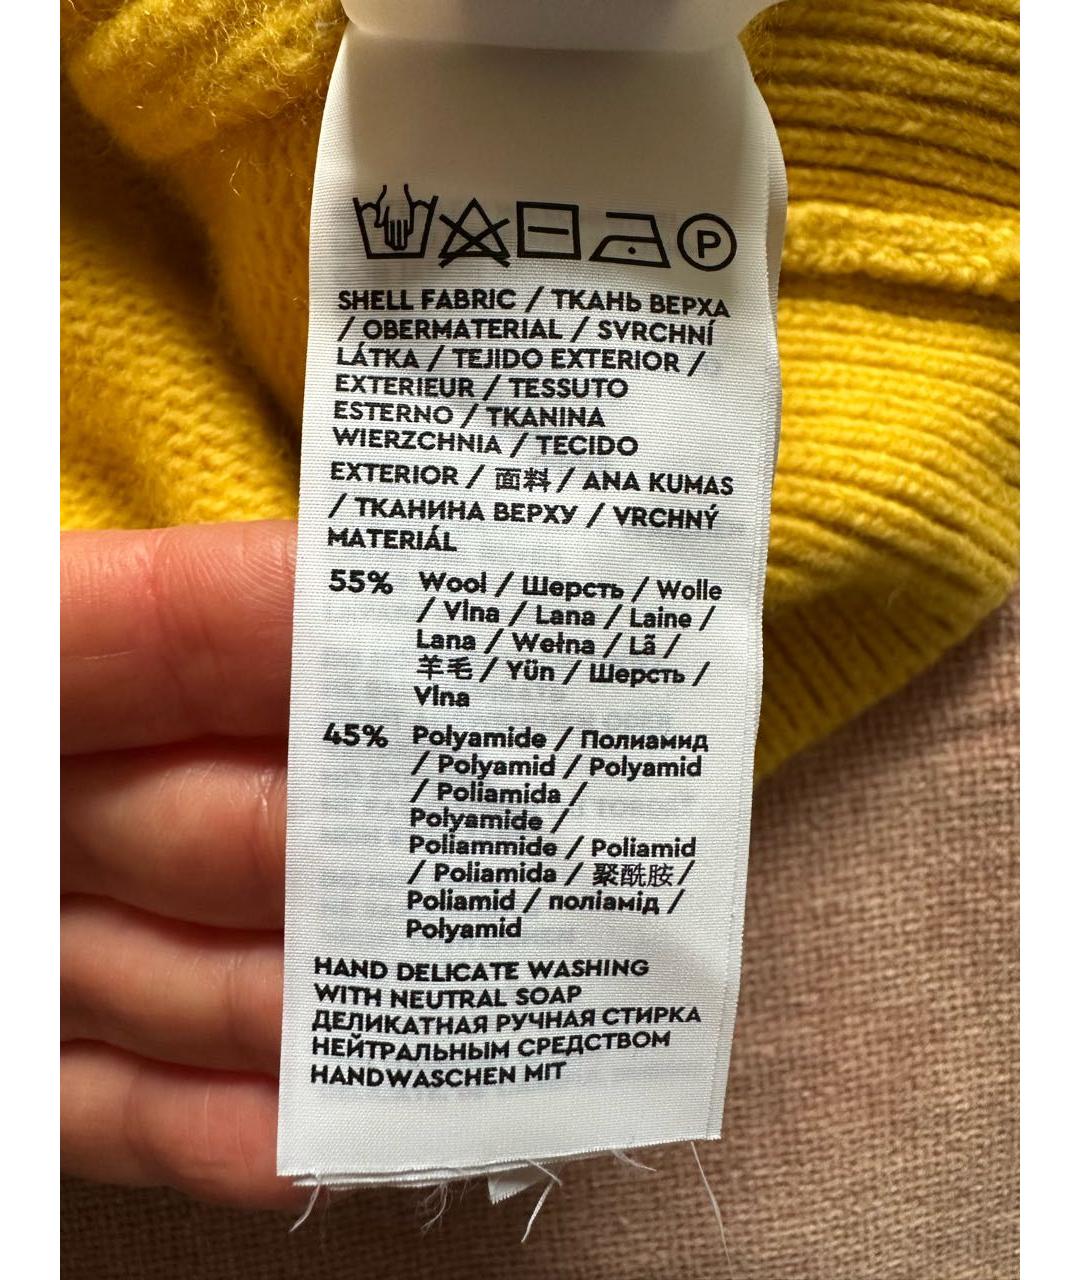 P
SHELL FABRIC / ТКАНЬ ВЕРХА
/ OBERMATERIAL / SVRCHNÍ
LÁTKA / TEJIDO EXTERIOR /
EXTERIEUR / TESSUTO
ESTERNO / TKANINA
WIERZCHNIA / TECIDO
EXTERIOR / 面料 / ANA KUMAS
/ ТКАНИНА ВЕРХУ / VRCHNÝ
MATERIÁL
55% Wool / Шерсть / Wolle
/ Vlna / Lana / Laine /
Lana / Wełna / Lã /
羊毛 / Yün / Шерсть /
Vlna
45% Polyamide / Полиамид
/ Polyamid / Polyamid
/ Poliamida /
Polyamide /
Poliammide / Poliamid
/ Poliamida / 聚酰胺 /
Poliamid / поліамід /
Polyamid
HAND DELICATE WASHING
WITH NEUTRAL SOAP
ДЕЛИКАТНАЯ РУЧНАЯ СТИРКА
НЕЙТРАЛЬНЫМ СРЕДСТВОМ
HANDWASCHEN MIT